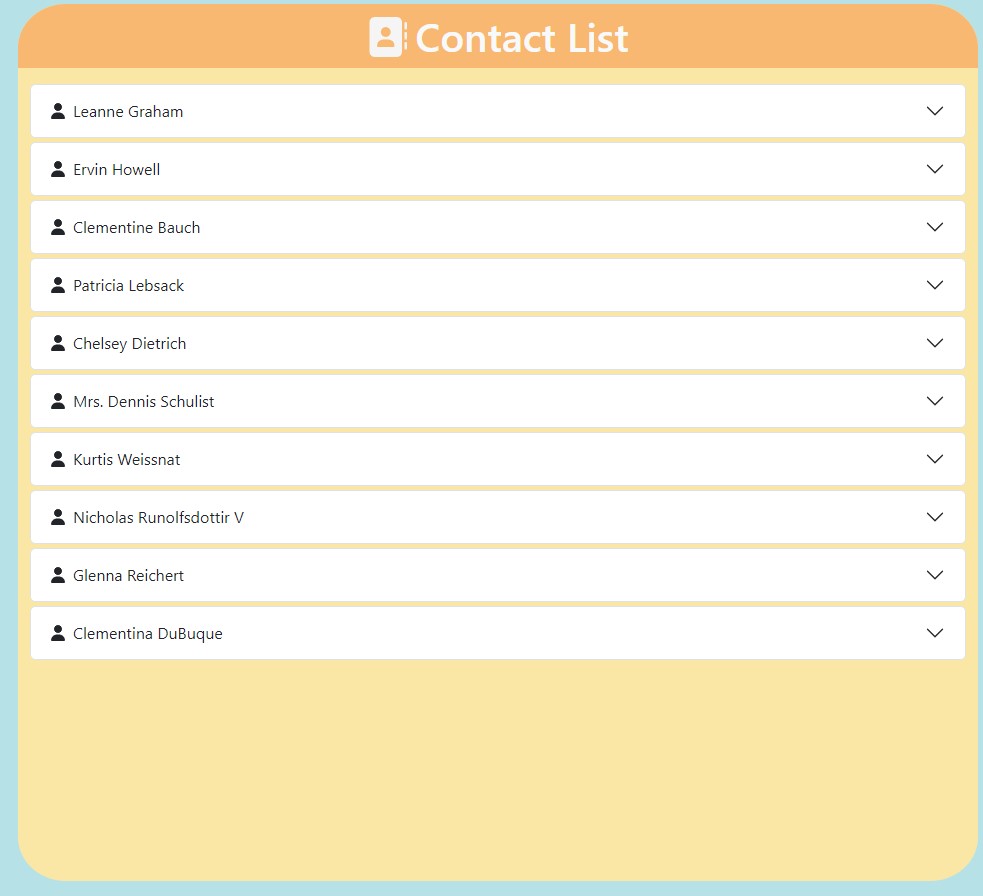 Contact List
Leanne Graham
Ervin Howell
Clementine Bauch
Patricia Lebsack
Chelsey Dietrich
Mrs. Dennis Schulist
Kurtis Weissnat
Nicholas Runolfsdottir V
Glenna Reichert
Clementina DuBuque